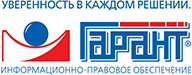 УВЕРЕННОСТЬ В КАЖДОМ РЕШЕНИИ.
ГАРАНТ®
ИНФОРМАЦИОННО-ПРАВОВОЕ ОБЕСПЕЧЕНИЕ